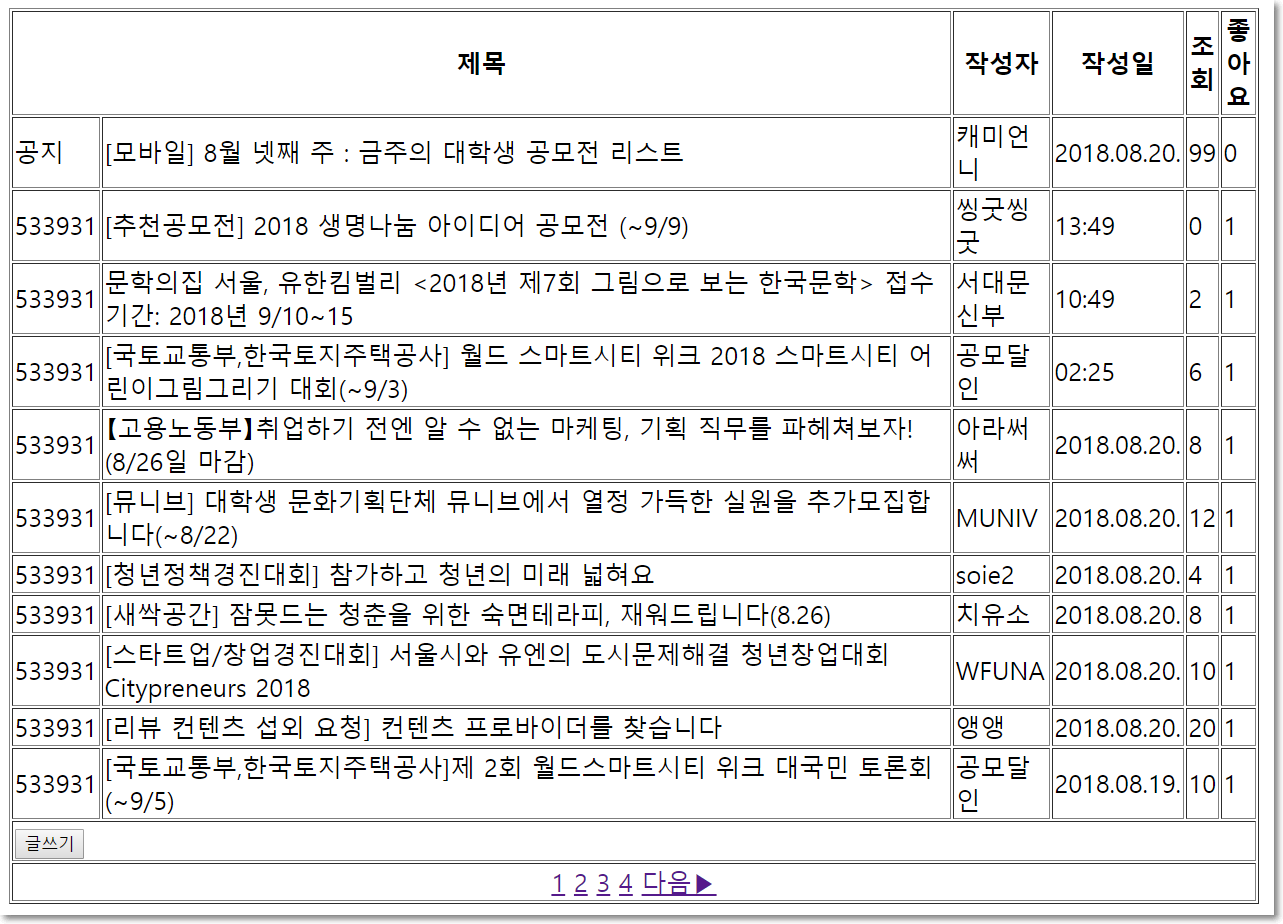 제목 작성자 작성일 조회 좋아요
공지 [모바일] 8월 넷째 주 : 금주의 대학생 공모전 리스트 캐미언니 2018.08.20. 99 0
533931 [추천공모전] 2018 생명나눔 아이디어 공모전 (~9/9) 씽굿씽굿 13:49 0 1
533931 문학의집 서울, 유한킴벌리 <2018년 제7회 그림으로 보는 한국문학> 접수
기간: 2018년 9/10~15 서대문신부 10:49 2 1
533931 [국토교통부,한국토지주택공사] 월드 스마트시티 위크 2018 스마트시티 어
린이그림그리기 대회(~9/3) 공모달인 02:25 6 1
533931 【고용노동부】취업하기 전엔 알 수 없는 마케팅, 기획 직무를 파헤쳐보자!
(8/26일 마감) 아라써써 2018.08.20. 8 1
533931 [뮤니브] 대학생 문화기획단체 뮤니브에서 열정 가득한 실원을 추가모집합
니다(~8/22) MUNIV 2018.08.20. 12 1
533931 [청년정책경진대회] 참가하고 청년의 미래 넓혀요 soie2 2018.08.20. 4 1
533931 [새싹공간] 잠못드는 청춘을 위한 숙면테라피, 재워드립니다(8.26) 치유소 2018.08.20. 8 1
533931 [스타트업/창업경진대회] 서울시와 유엔의 도시문제해결 청년창업대회
Citypreneurs 2018 WFUNA 2018.08.20. 10 1
533931 [리뷰 컨텐츠 섭외 요청] 컨텐츠 프로바이더를 찾습니다 앵앵 2018.08.20. 20 1
533931 [국토교통부,한국토지주택공사]제 2회 월드스마트시티 위크 대국민 토론회
(~9/5) 공모달인 2018.08.19. 10 1
글쓰기
1 2 3 4 다음▶